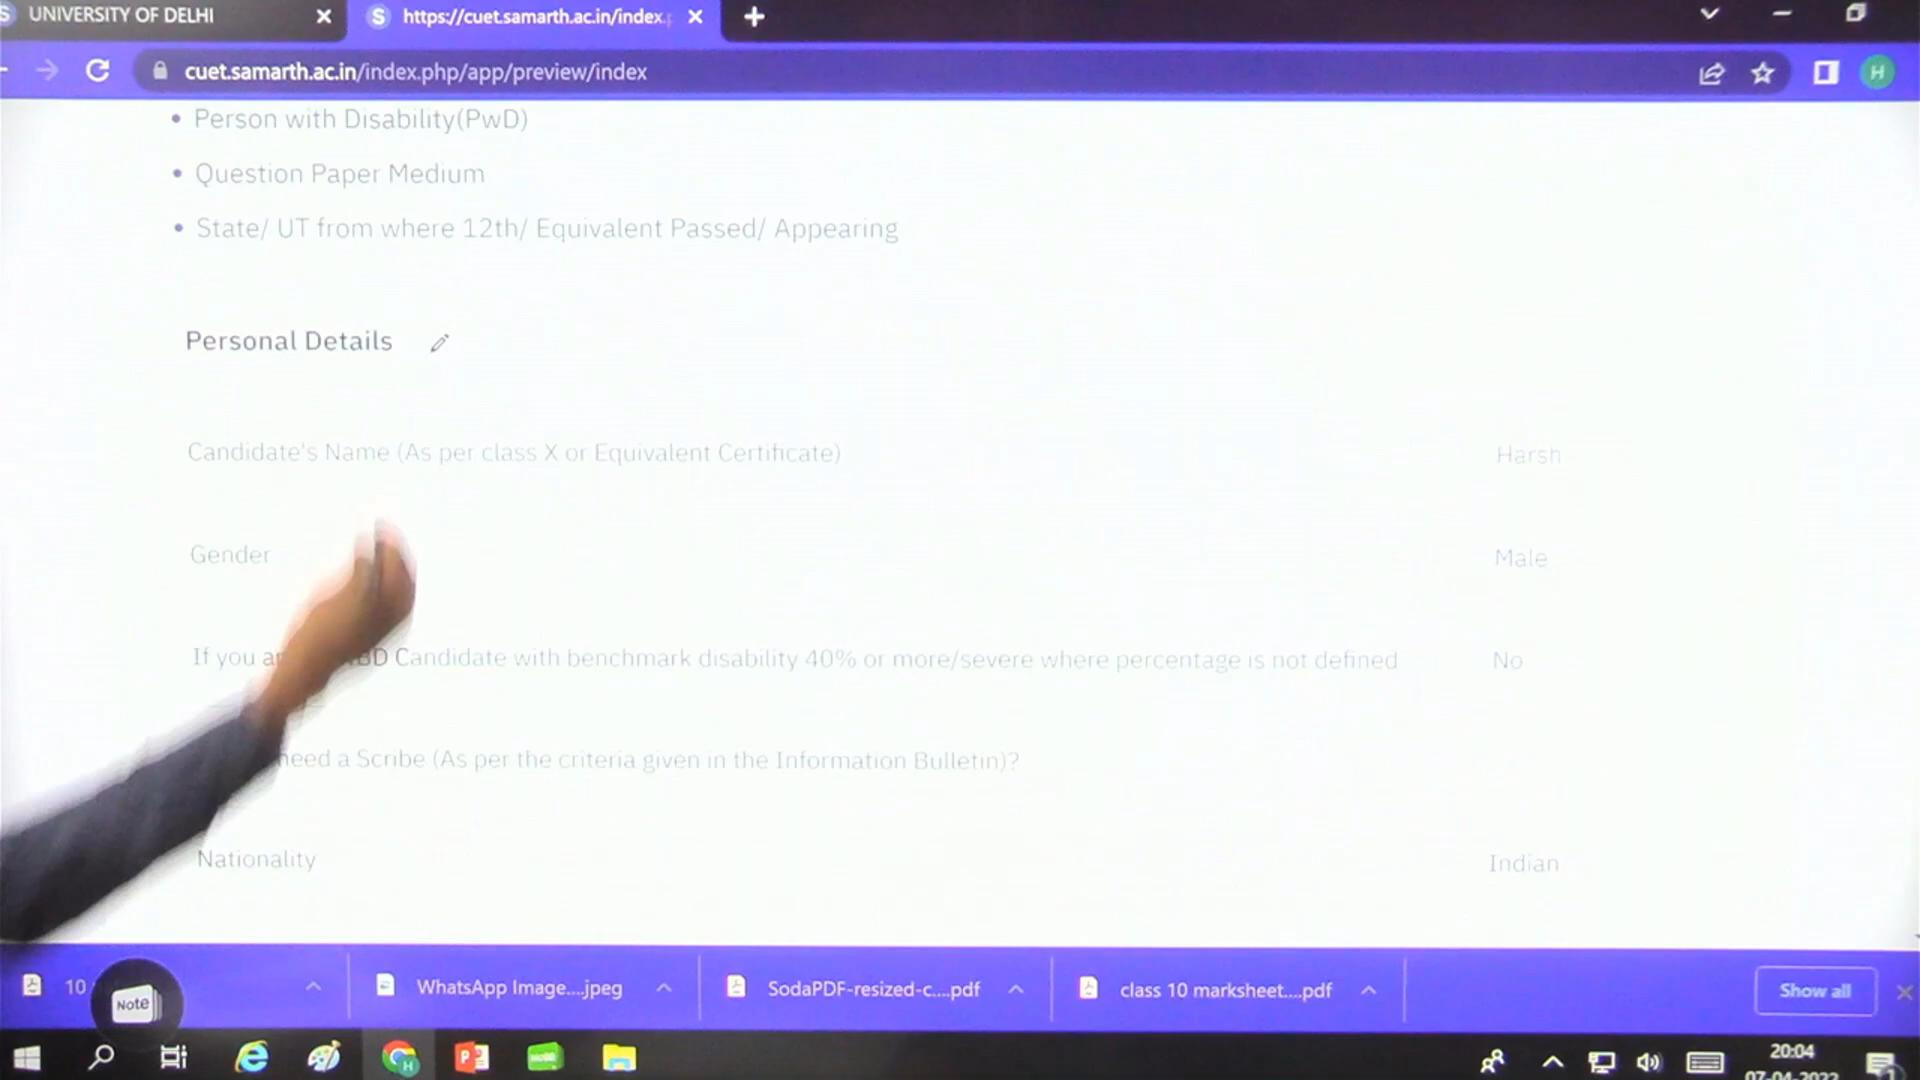 UNIVERSITY OF DELHI
https://cuet.samarth.ac.in/index.
cuet.samarth.ac.in/index.php/app/preview/index
H
• Person with Disability(PwD)
• Question Paper Medium
• State/ UT from where 12th/ Equivalent Passed/ Appearing
Personal Details
Candidate's Name (As per class X or Equivalent Certificate) Harsh
Gender Male
If you BD Candidate with benchmark disability 40% or more/severe where percentage is not defined No
need a Scribe (As per the criteria given in the Information Bulletin)?
Nationality Indian
10 WhatsApp Image....jpeg SodaPDF-resized-c....pdf class 10 marksheet....pdf Show all
Note
20:04
07-04-2022